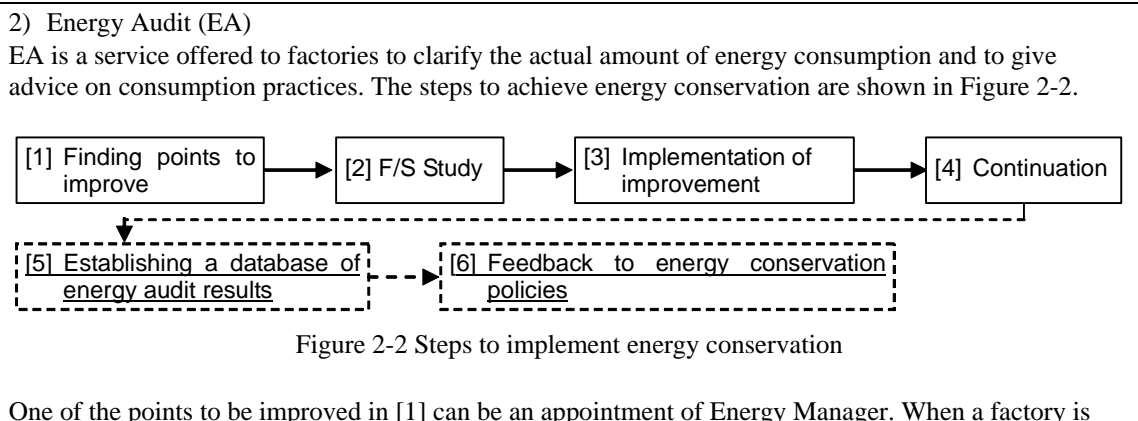 2) Energy Audit (EA)
EA is a service offered to factories to clarify the actual amount of energy consumption and to give
advice on consumption practices. The steps to achieve energy conservation are shown in Figure 2-2.
[1] Finding points to
improve
[2] F/S Study
[3] Implementation of
improvement
[4] Continuation
[5] Establishing a database of
energy audit results
[6] Feedback to energy conservation
policies
Figure 2-2 Steps to implement energy conservation
One of the points to be improved in [1] can be an appointment of Energy Manager. When a factory is